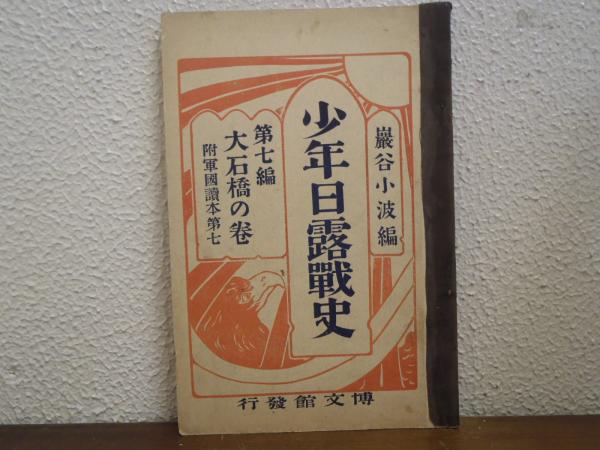 巖谷小波編
少年日露戰史
第七編
大石橋の卷
附軍國讀本第七
博文館發行